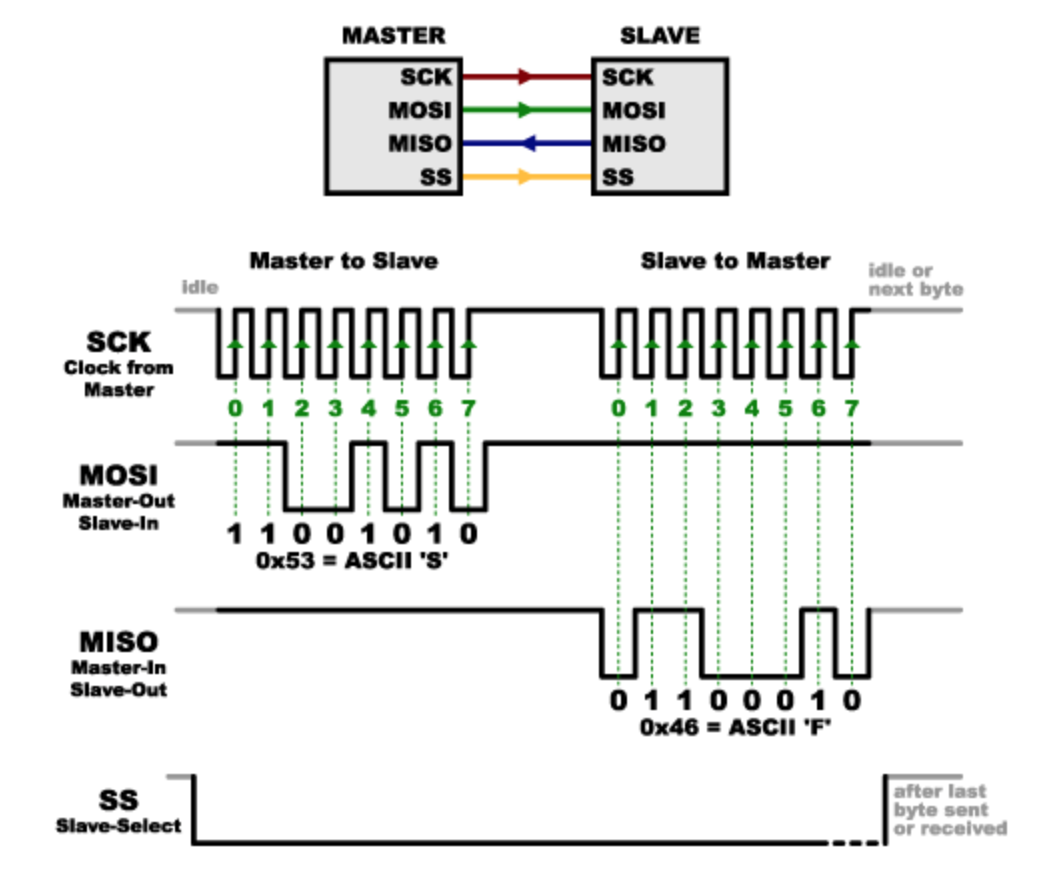 MASTER SLAVE
SCK SCK
MOSI MOSI
MISO MISO
SS SS
Master to Slave Slave to Master
idle
idle or
next byte
SCK
Clock from
Master
0 1 2 3 4 5 6 7 0 1 2 3 4 5 6 7
MOSI
Master-Out
Slave-In
1 1 0 0 1 0 1 0
0x53 = ASCII 'S'
MISO
Master-In
Slave-Out
0 1 1 0 0 0 1 0
0x46 = ASCII 'F'
SS
Slave-Select
after last
byte sent
or received